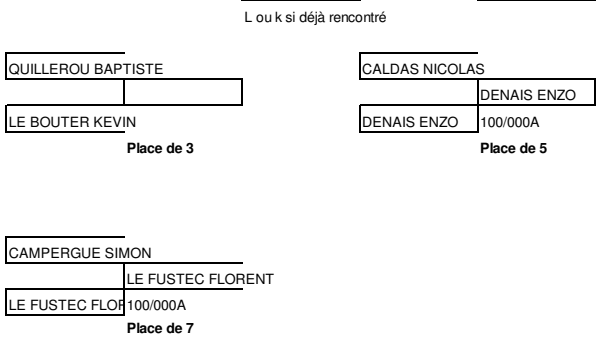 L ou k si déjà rencontré
QUILLEROU BAPTISTE
LE BOUTER KEVIN
Place de 3
CALDAS NICOLAS
DENAIS ENZO
DENAIS ENZO 100/000A
Place de 5
CAMPERGUE SIMON
LE FUSTEC FLORENT
LE FUSTEC FLOR 100/000A
Place de 7